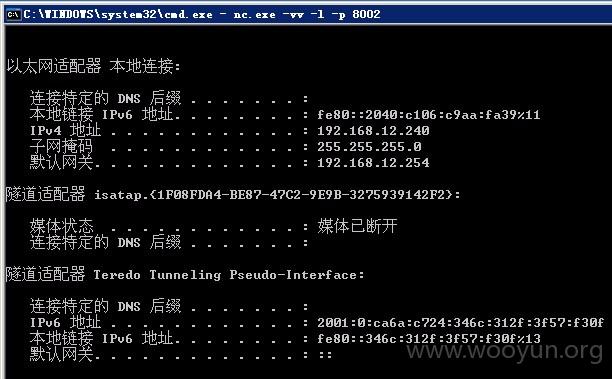 C:\WINDOWS\system32\cmd.exe - nc.exe -vv -l -p 8002
以太网适配器 本地连接:
连接特定的 DNS 后缀 . . . . . . . :
本地链接 IPv6 地址. . . . . . . . : fe80::2040:c106:c9aa:fa39%11
IPv4 地址 . . . . . . . . . . . . : 192.168.12.240
子网掩码 . . . . . . . . . . . . : 255.255.255.0
默认网关. . . . . . . . . . . . . : 192.168.12.254
隧道适配器 isatap.{1F08FDA4-BE87-47C2-9E9B-3275939142F2}:
媒体状态 . . . . . . . . . . . . : 媒体已断开
连接特定的 DNS 后缀 . . . . . . . :
隧道适配器 Teredo Tunneling Pseudo-Interface:
连接特定的 DNS 后缀 . . . . . . . :
IPv6 地址 . . . . . . . . . . . . : 2001:0:ca6a:c724:346c:312f:3f57:f30f
本地链接 IPv6 地址. . . . . . . . : fe80::346c:312f:3f57:f30f%13
默认网关. . . . . . . . . . . . . : ::
www.wooyun.org